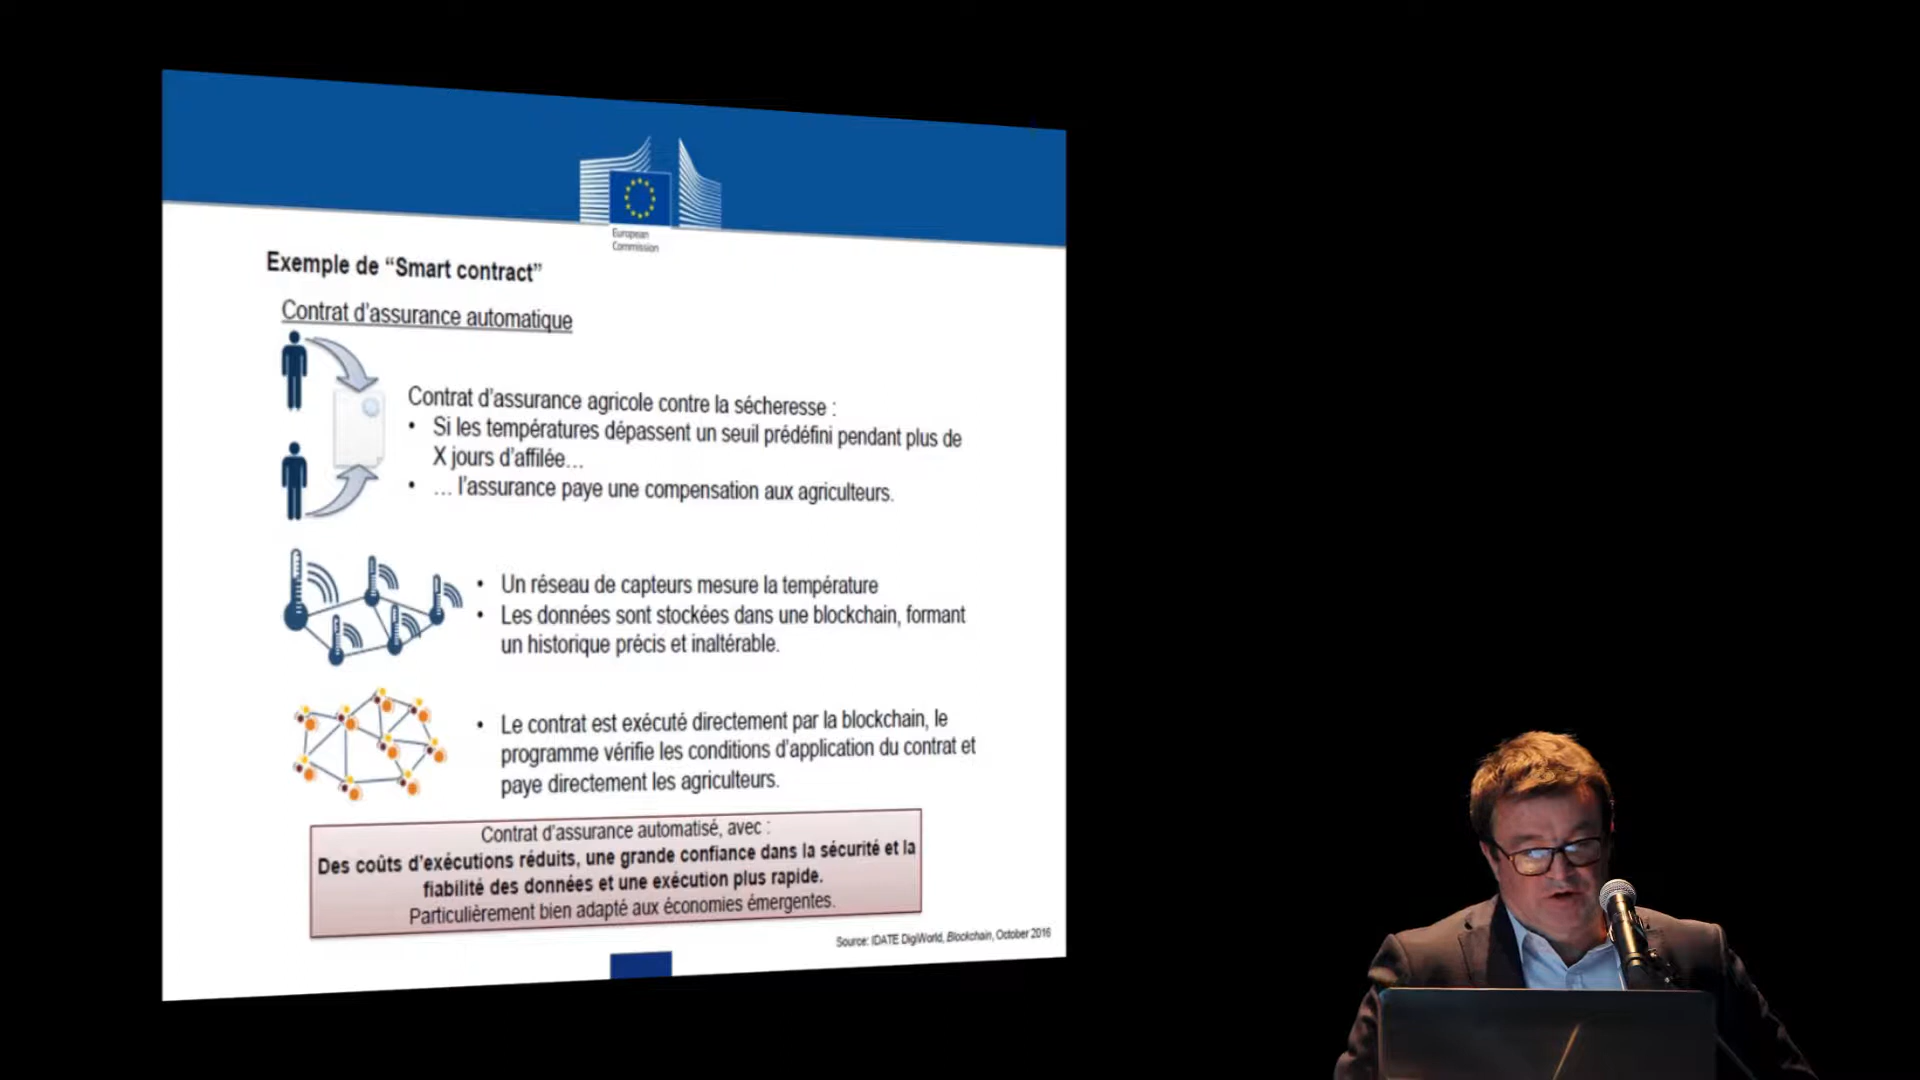 European
Commission
Exemple de “Smart contract”
Contrat d’assurance automatique
Contrat d’assurance agricole contre la sécheresse :
• Si les températures dépassent un seuil prédéfini pendant plus de
X jours d’affilée…
• … l’assurance paye une compensation aux agriculteurs.
• Un réseau de capteurs mesure la température
• Les données sont stockées dans une blockchain, formant
un historique précis et inaltérable.
• Le contrat est exécuté directement par la blockchain, le
programme vérifie les conditions d’application du contrat et
paye directement les agriculteurs.
Contrat d’assurance automatisé, avec :
Des coûts d’exécutions réduits, une grande confiance dans la sécurité et la
fiabilité des données et une exécution plus rapide.
Particulièrement bien adapté aux économies émergentes.
Source: IDATE DigiWorld, Blockchain, October 2016